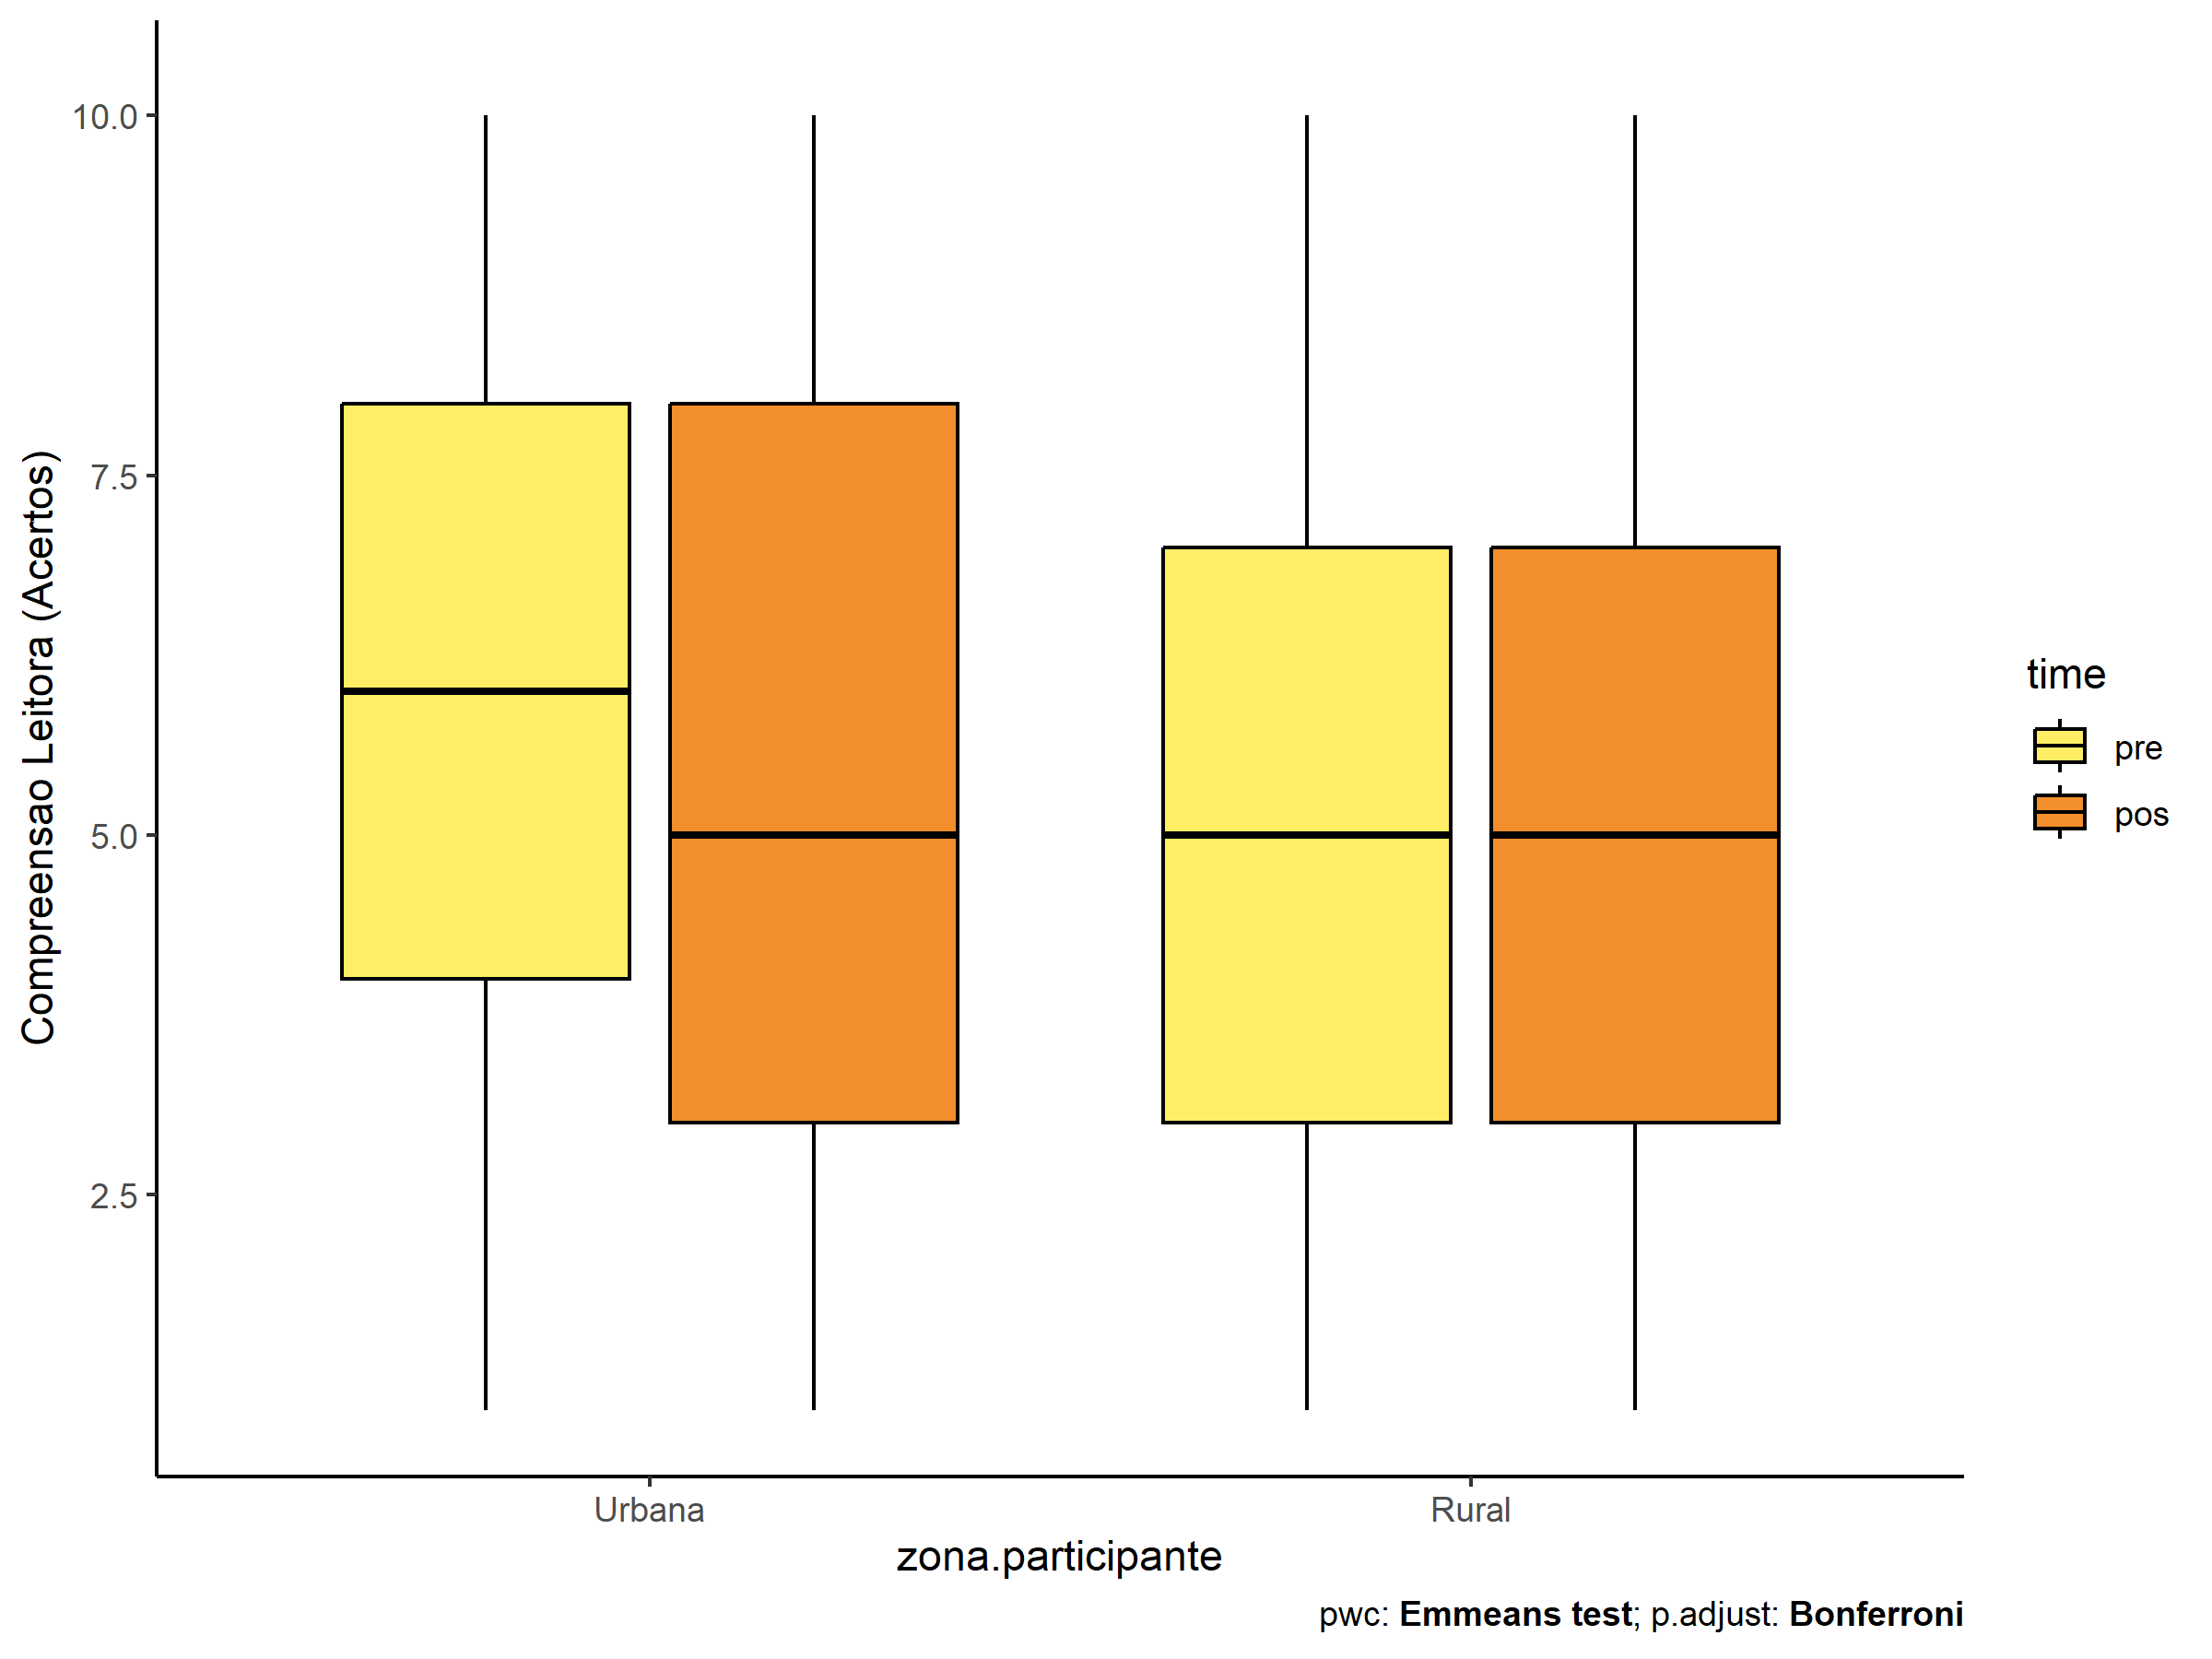 Compreensao Leitora (Acertos)
10.0
7.5
5.0
2.5
Urbana
Rural
zona.participante
pwc: Emmeans test; p.adjust: Bonferroni
time
pre
pos